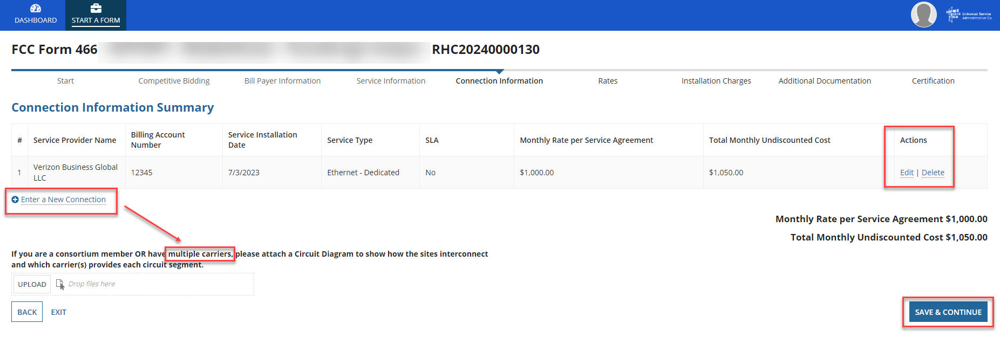 DASHBOARD
START A FORM
Universal Service
Administrative Co.
FCC Form 466
RHC20240000130
Start
Competitive Bidding
Bill Payer Information
Service Information
Connection Information
Rates
Installation Charges
Additional Documentation
Certification
Connection Information Summary
# Service Provider Name Billing Account Number Service Installation Date Service Type SLA Monthly Rate per Service Agreement Total Monthly Undiscounted Cost Actions
1 Verizon Business Global LLC 12345 7/3/2023 Ethernet - Dedicated No $1,000.00 $1,050.00 Edit | Delete
Enter a New Connection
Monthly Rate per Service Agreement $1,000.00
Total Monthly Undiscounted Cost $1,050.00
If you are a consortium member OR have multiple carriers, please attach a Circuit Diagram to show how the sites interconnect
and which carrier(s) provides each circuit segment.
UPLOAD Drop files here
BACK EXIT
SAVE & CONTINUE